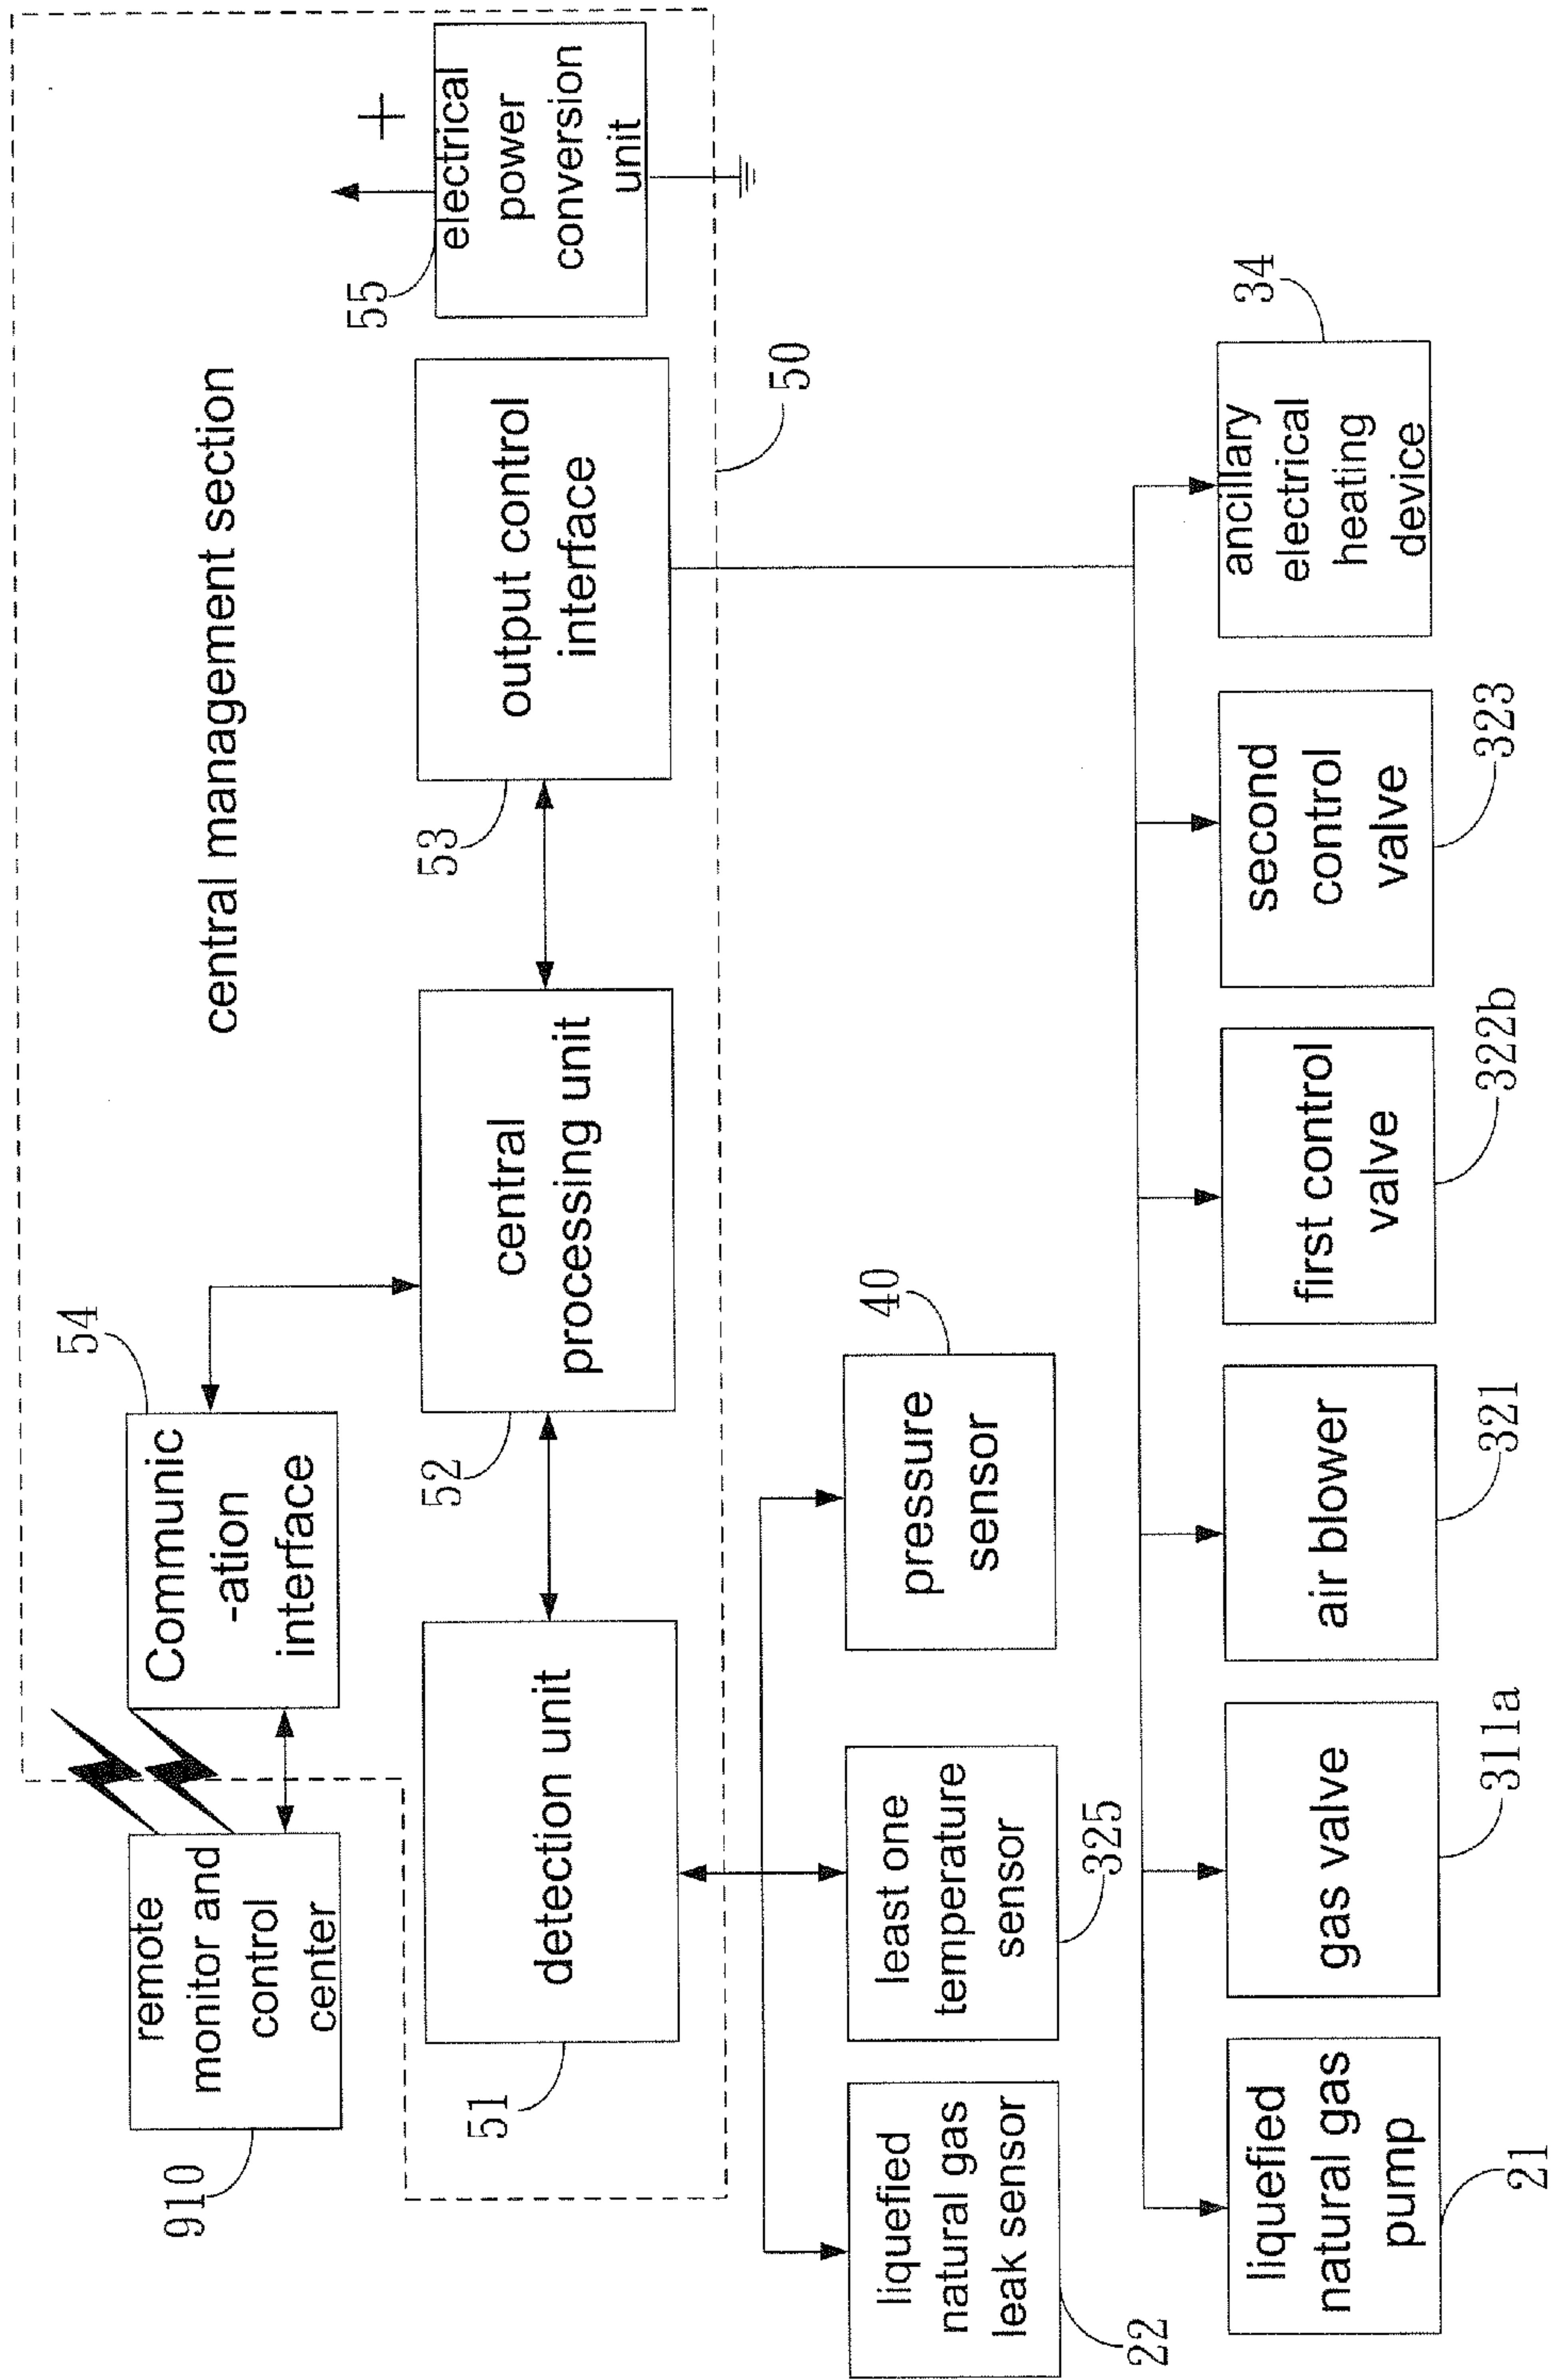 central management section
remote
monitor and
control
center
910
Communic
-ation
interface
54
detection unit
51
central
processing unit
52
output control
interface
53
+
electrical
power
conversion
unit
55
50
liquefied
natural gas
leak sensor
22
least one
temperature
sensor
325
pressure
sensor
40
liquefied
natural gas
pump
21
gas valve
311a
air blower
321
first control
valve
322b
second
control
valve
323
ancillary
electrical
heating
device
34